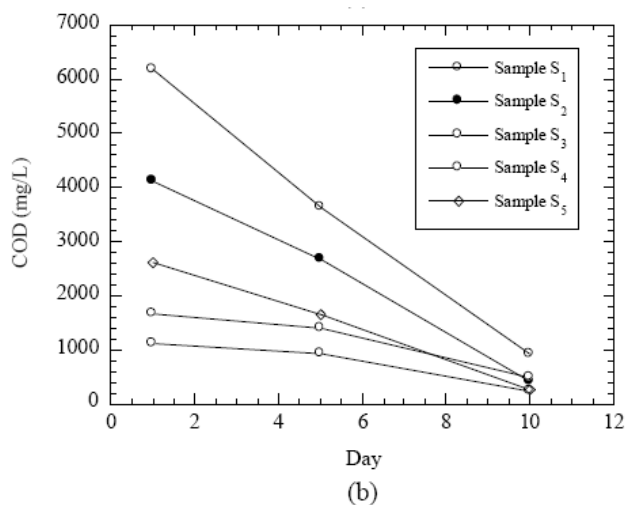 7000
6000
5000
4000
3000
2000
1000
0
COD (mg/L)
Sample S1
Sample S2
Sample S3
Sample S4
Sample S5
0 2 4 6 8 10 12
Day
(b)